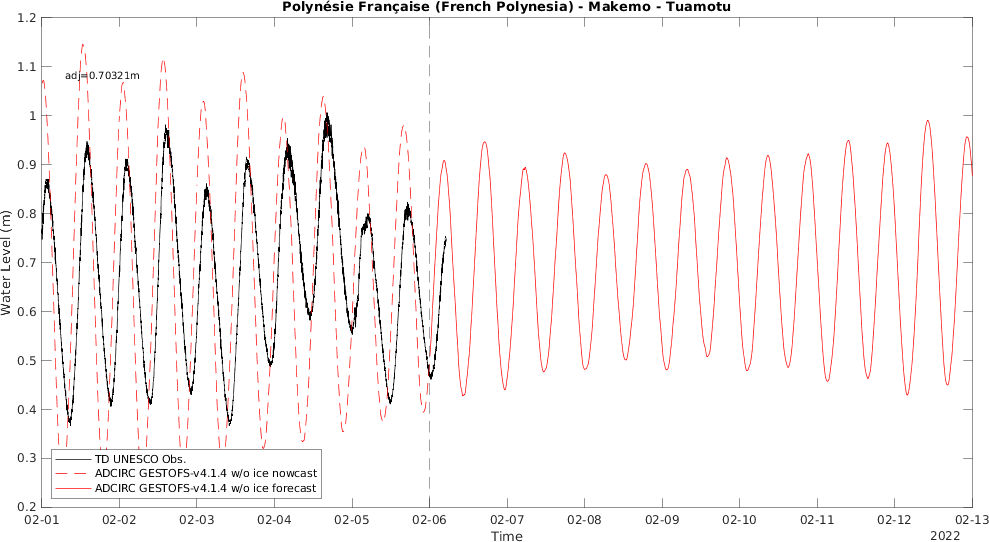 Polynésie Française (French Polynesia) - Makemo - Tuamotu
1.2
1.1
1
0.9
0.8
0.7
0.6
0.5
0.4
0.3
0.2
Water Level (m)
adj=0.70321m
TD UNESCO Obs.
ADCIRC GESTOFS-v4.1.4 w/o ice nowcast
ADCIRC GESTOFS-v4.1.4 w/o ice forecast
02-01 02-02 02-03 02-04 02-05 02-06 02-07 02-08 02-09 02-10 02-11 02-12 02-13
Time
2022